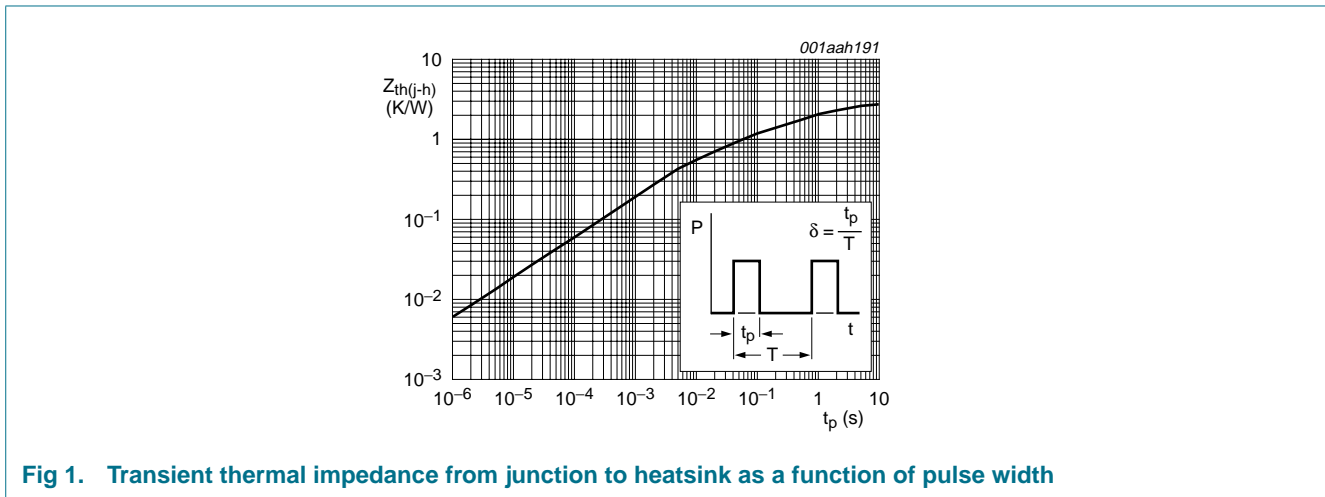 001aah191
10
Zth(j-h)
(K/W)
1
10−1
10−2
10−3
P
δ = tp
T
tp
T
t
10−6
10−5
10−4
10−3
10−2
10−1
1
10
tp (s)
Fig 1. Transient thermal impedance from junction to heatsink as a function of pulse width